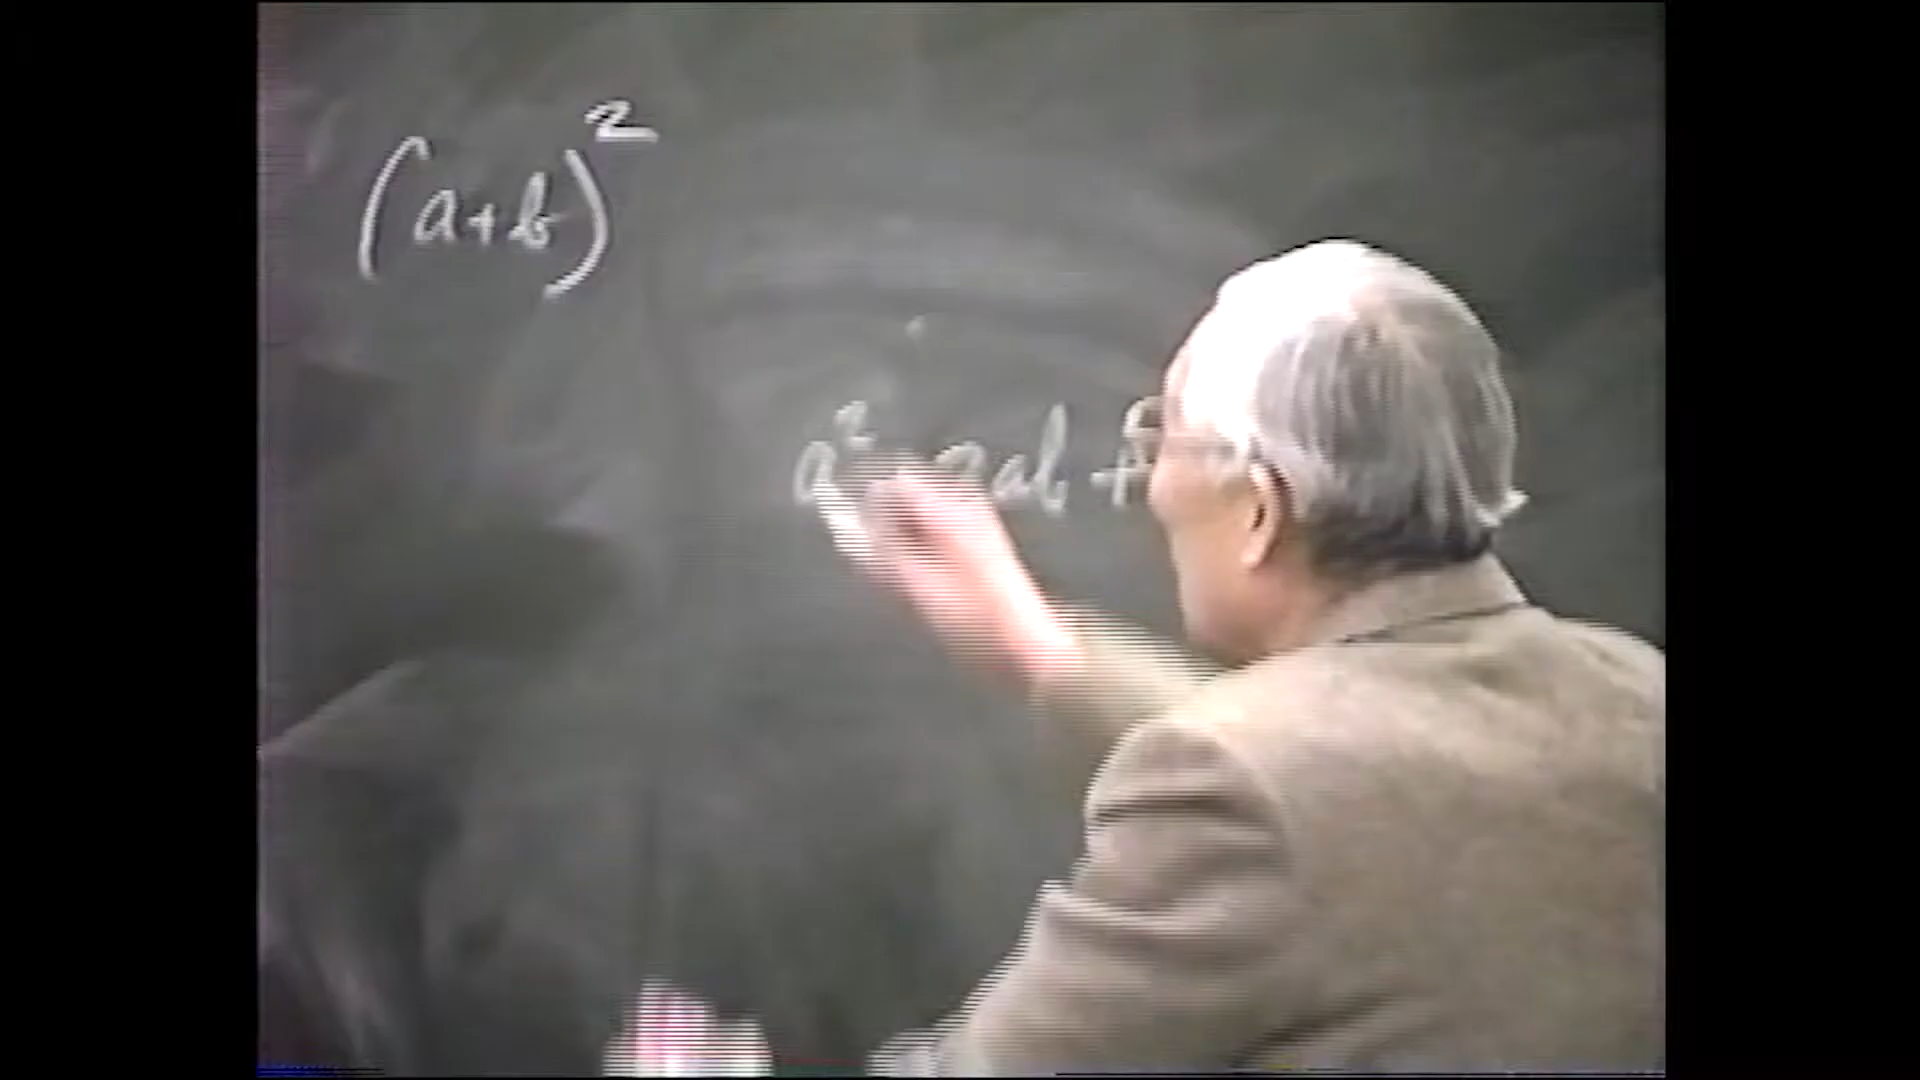 (a+b)²
a² 2ab +